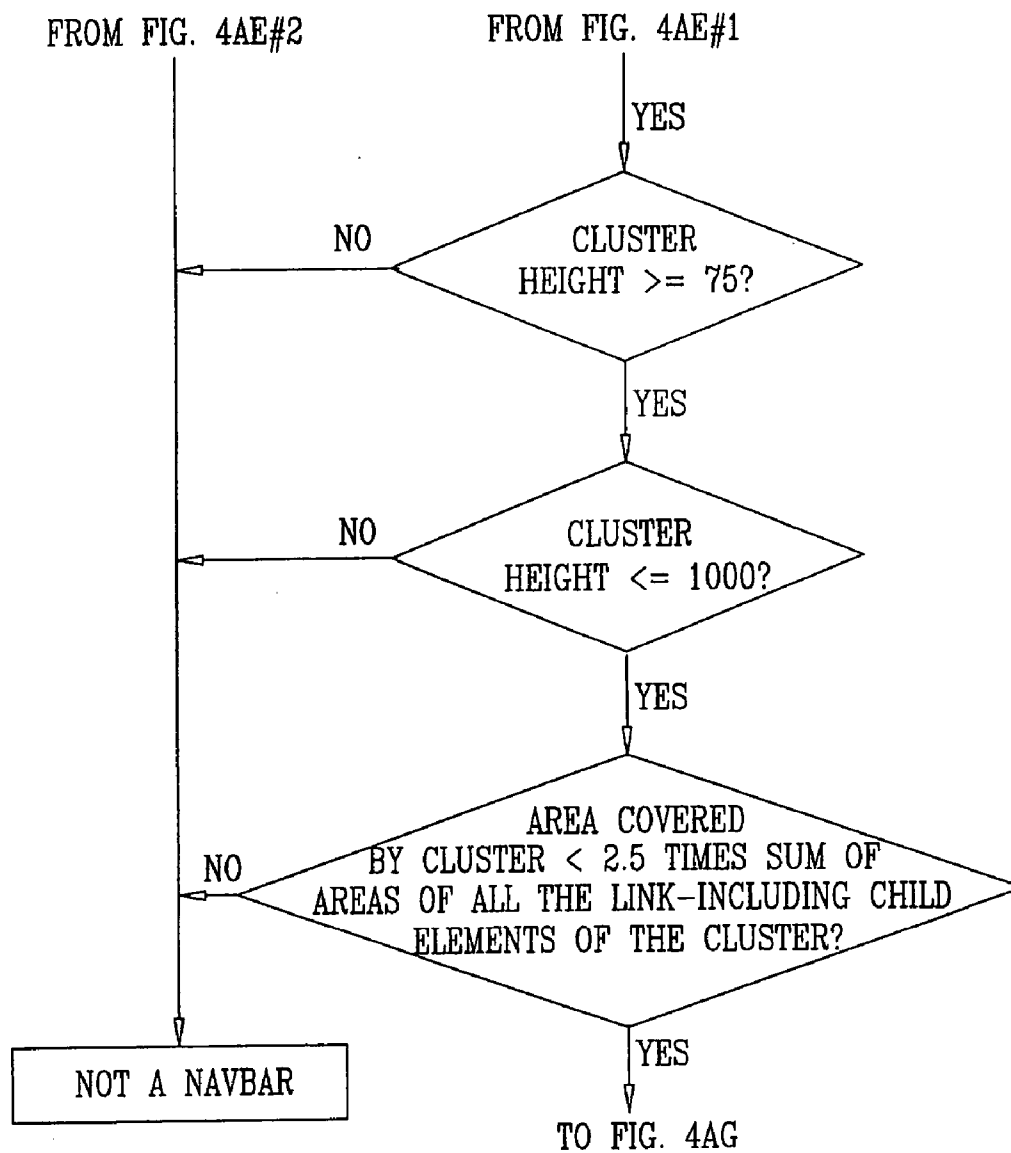 FROM FIG. 4AE#2
FROM FIG. 4AE#1
YES
NO
CLUSTER
HEIGHT >= 75?
YES
NO
CLUSTER
HEIGHT <= 1000?
YES
NO
AREA COVERED
BY CLUSTER < 2.5 TIMES SUM OF
AREAS OF ALL THE LINK-INCLUDING CHILD
ELEMENTS OF THE CLUSTER?
YES
NOT A NAVBAR
TO FIG. 4AG